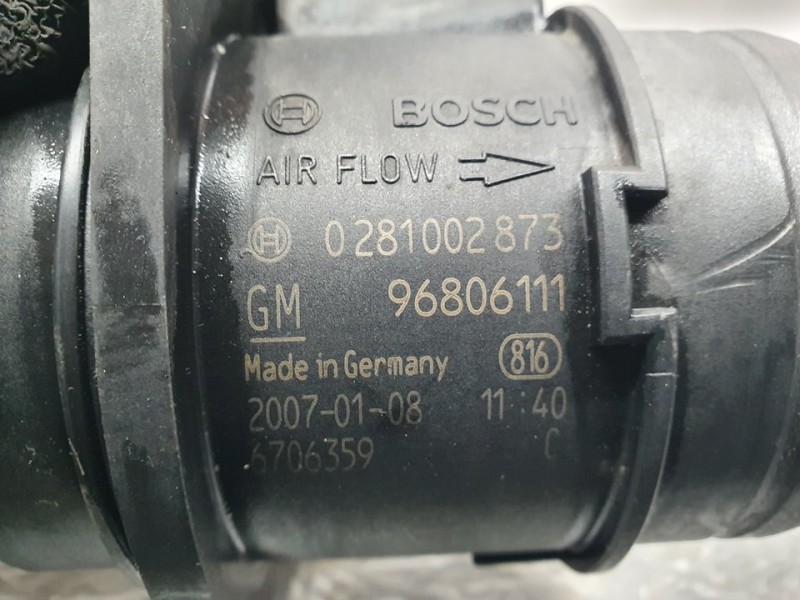 BOSCH
AIR FLOW
0 281 002 873
GM 96806111
Made in Germany 816
2007-01-08 11:40
6706359 C